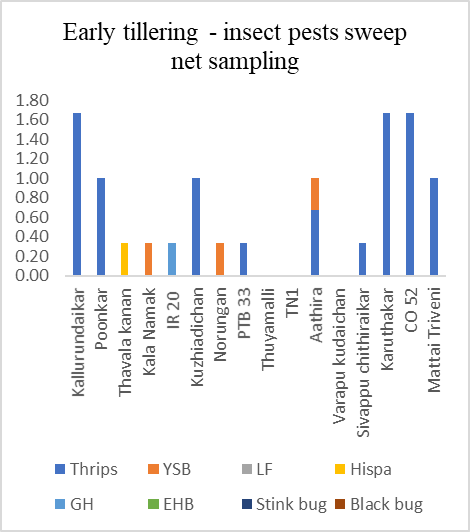 Early tillering - insect pests sweep
net sampling
1.80
1.60
1.40
1.20
1.00
0.80
0.60
0.40
0.20
0.00
Kallurundaikar
Poonkar
Thavala kanan
Kala Namak
IR 20
Kuzhiadichan
Norungan
PTB 33
Thuyamalli
TN1
Aathira
Varapu kudaichan
Sivappu chithiraikar
Karuthakar
CO 52
Mattai Triveni
Thrips YSB LF Hispa
GH EHB Stink bug Black bug